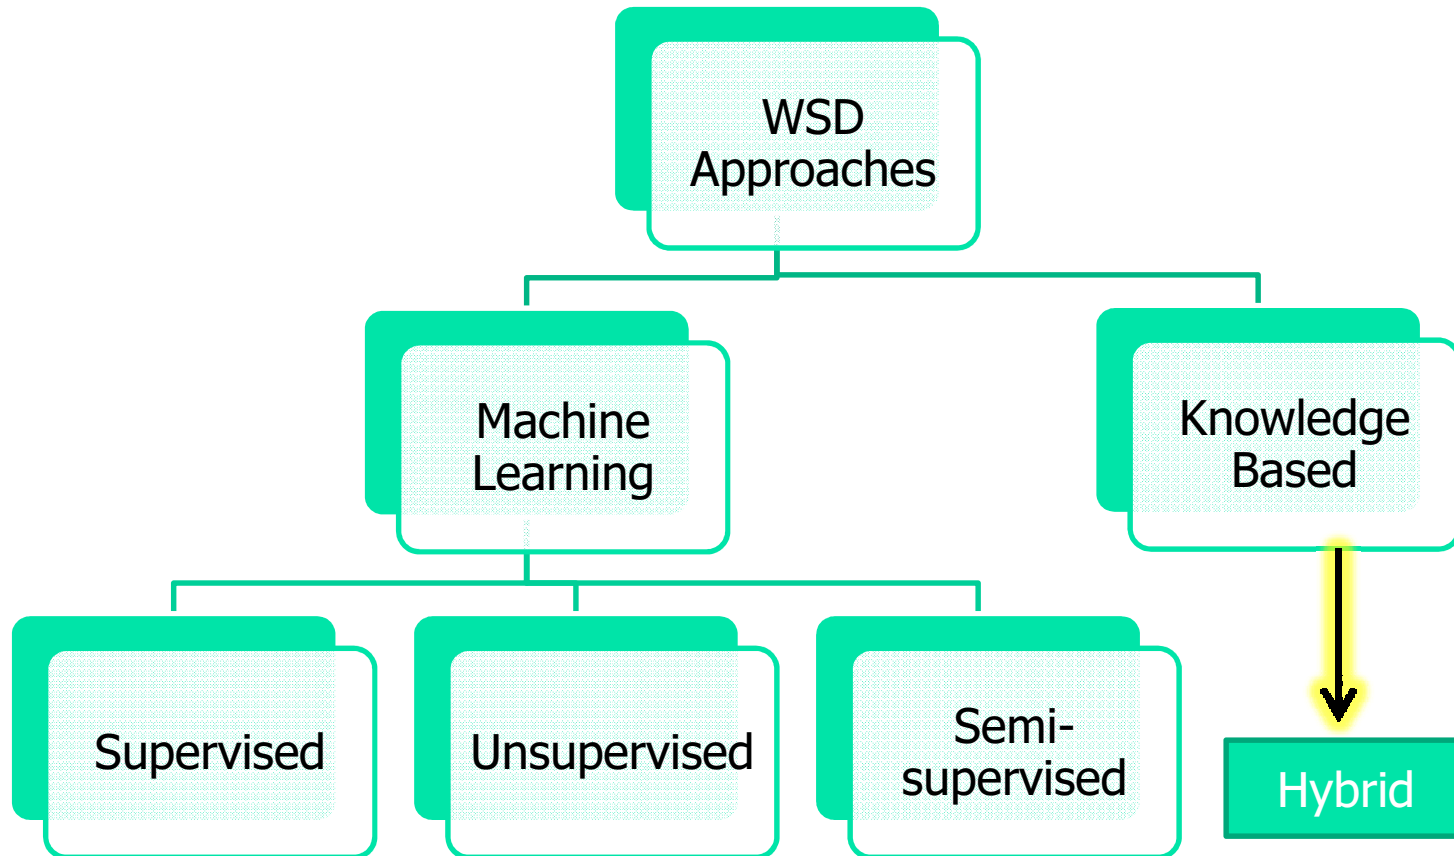 WSD
Approaches
Machine
Learning
Knowledge
Based
Supervised
Unsupervised
Semi-
supervised
Hybrid